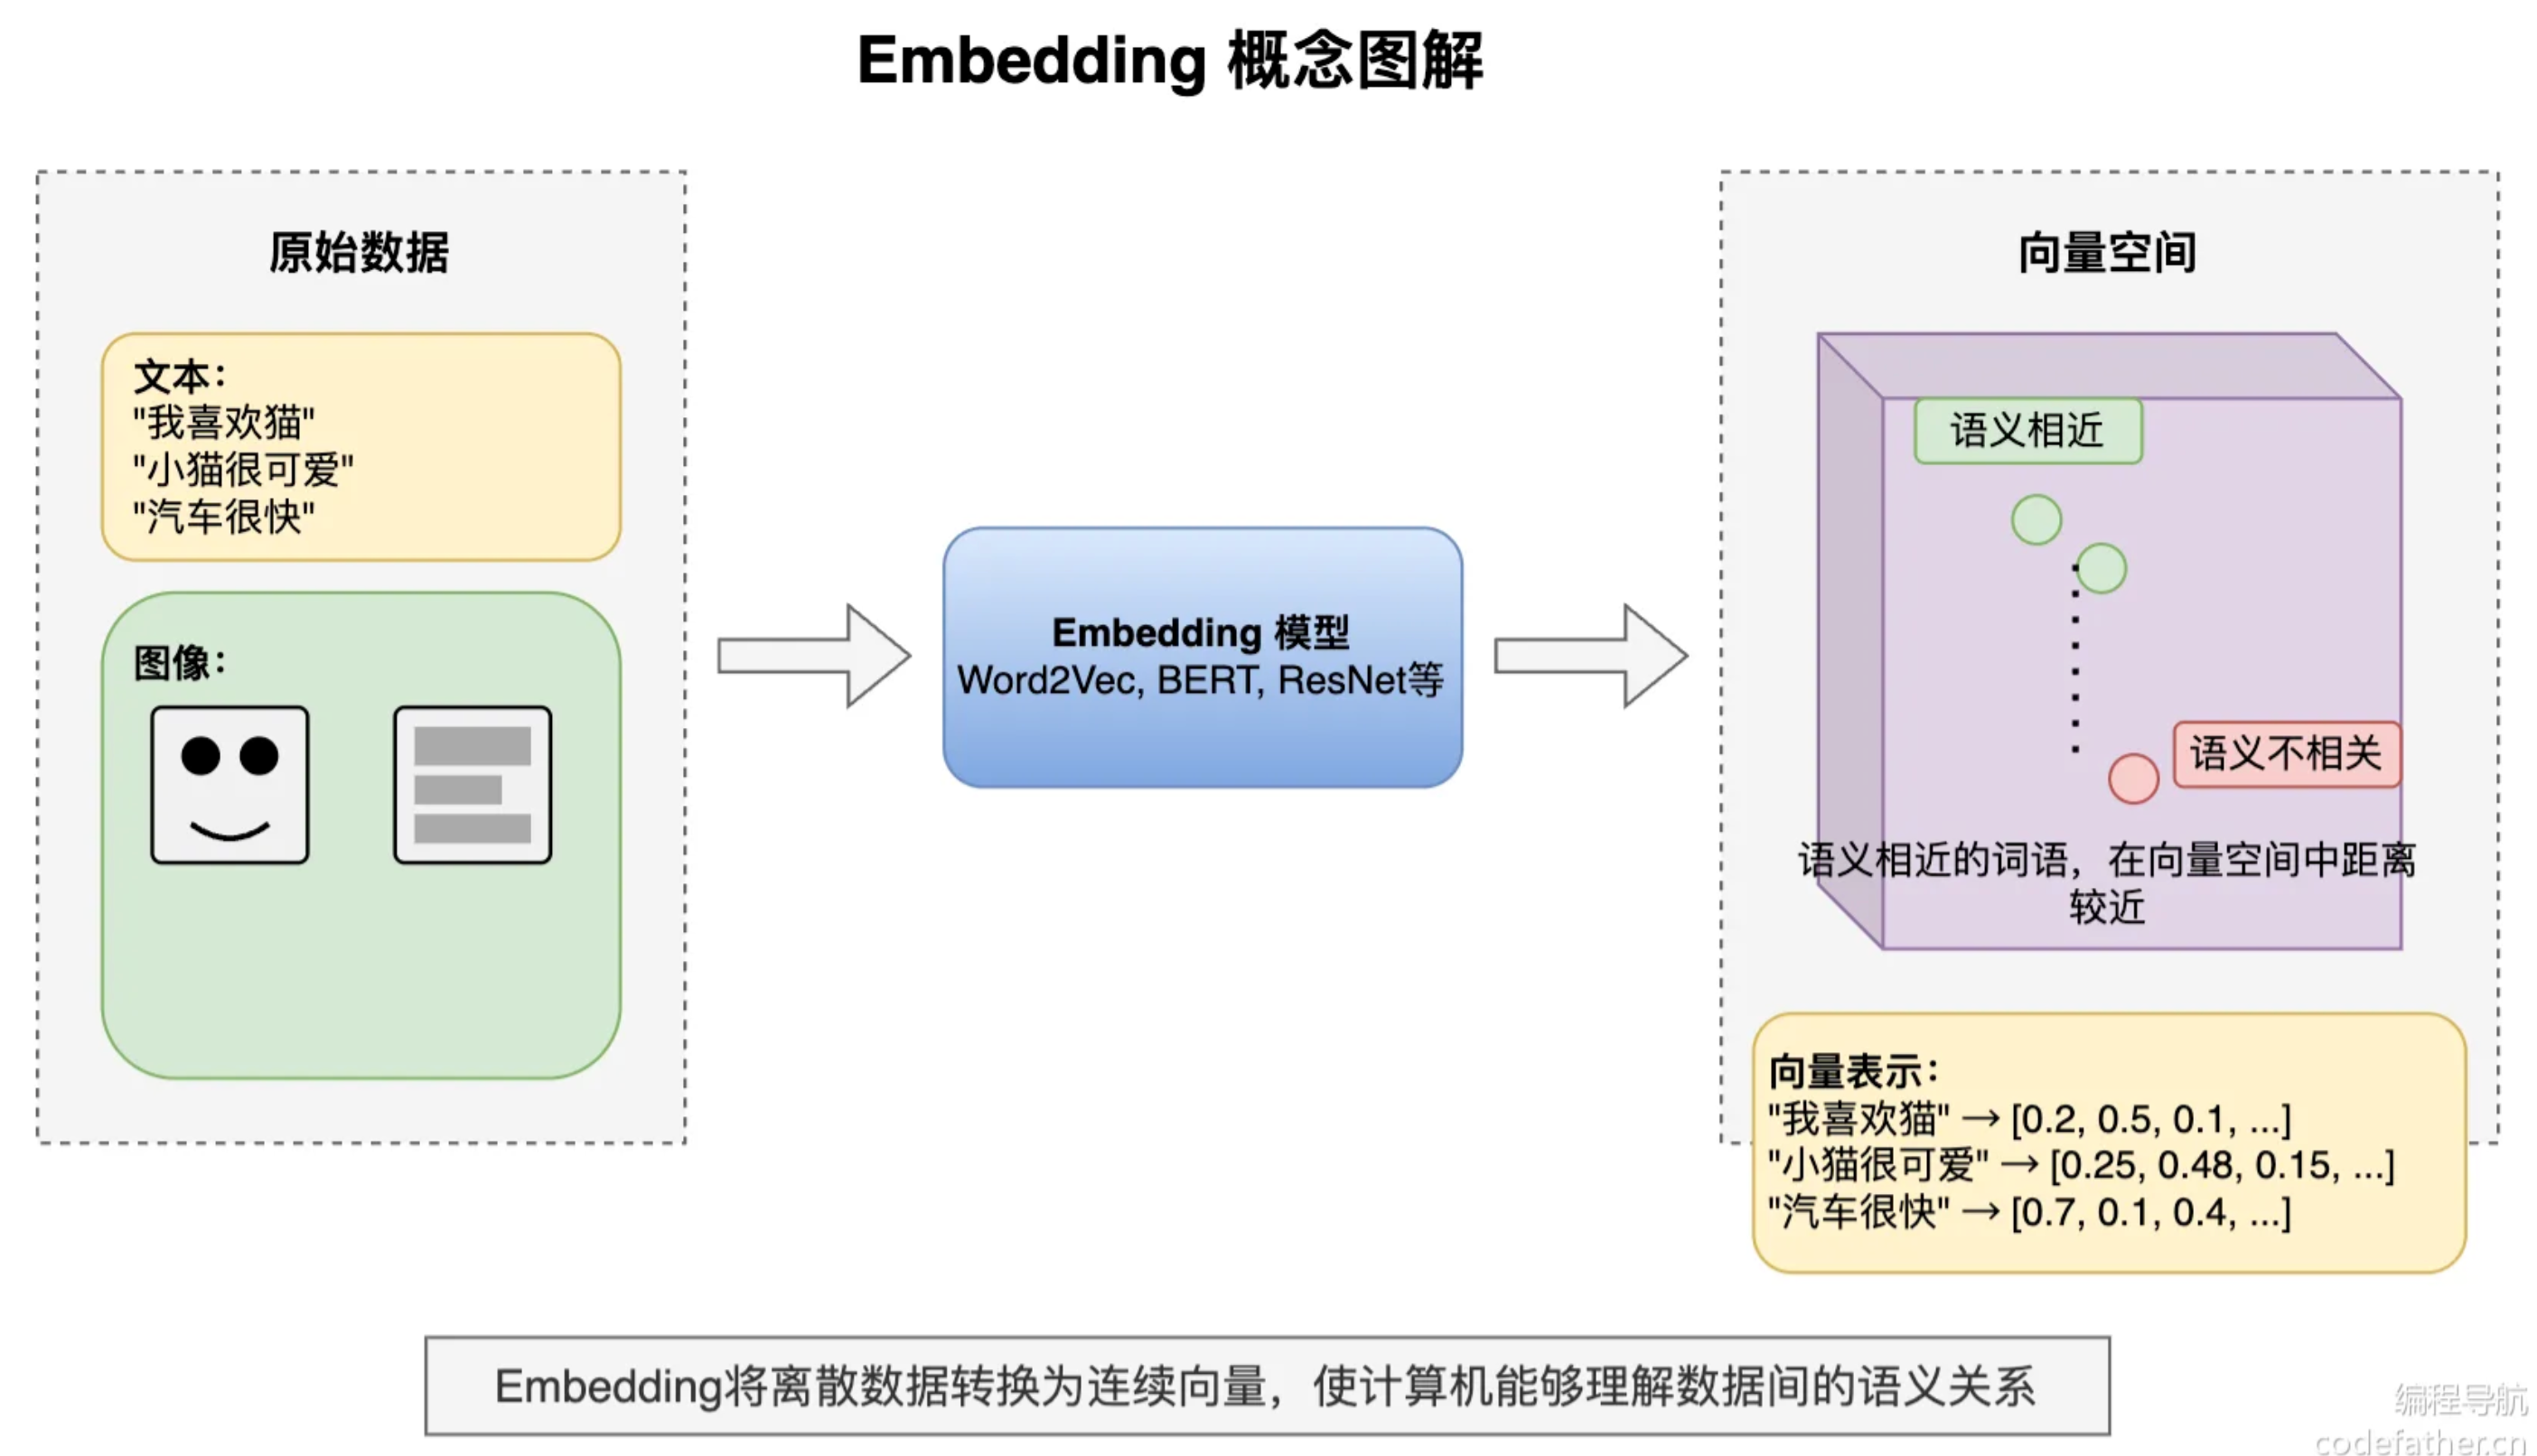 Embedding 概念图解
原始数据
文本：
"我喜欢猫"
"小猫很可爱"
"汽车很快"
图像：
Embedding 模型
Word2Vec, BERT, ResNet等
向量空间
语义相近
语义不相关
语义相近的词语，在向量空间中距离
较近
向量表示：
"我喜欢猫" → [0.2, 0.5, 0.1, ...]
"小猫很可爱" → [0.25, 0.48, 0.15, ...]
"汽车很快" → [0.7, 0.1, 0.4, ...]
Embedding将离散数据转换为连续向量，使计算机能够理解数据间的语义关系
编程导航
codefather.cn